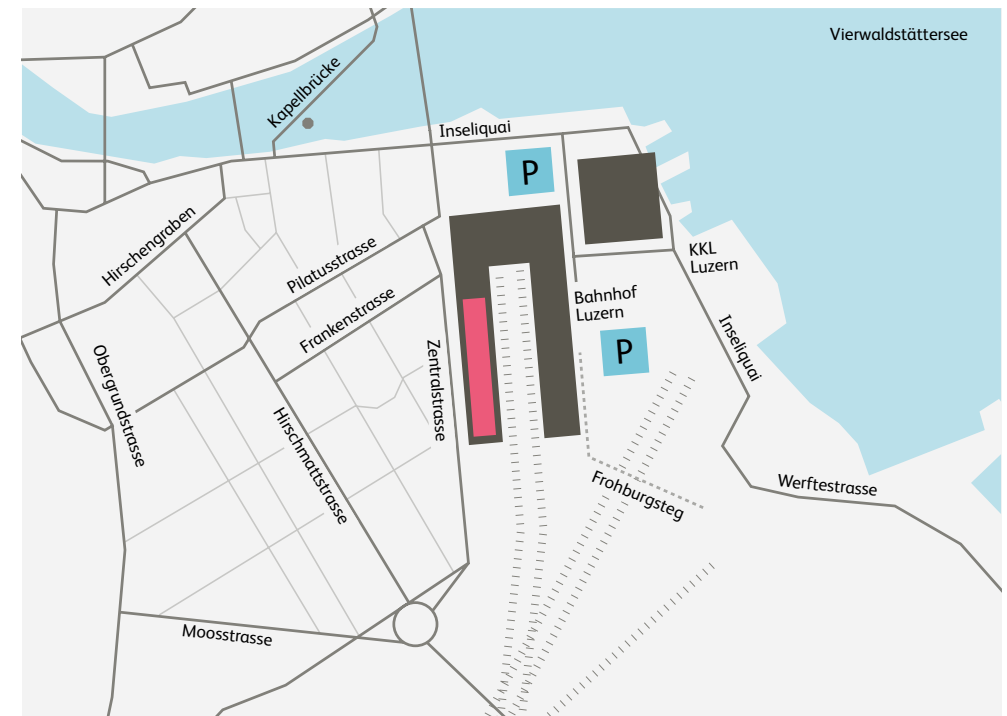 Vierwaldstättersee
Kapellbrücke
Inseliquai
P
Hirschengraben
Pilatusstrasse
KKL
Luzern
Bahnhof
Luzern
Frankenstrasse
Inseliquai
P
Obergrundstrasse
Zentralstrasse
Hirschmattstrasse
Frohburgsteg
Werftestrasse
Moosstrasse